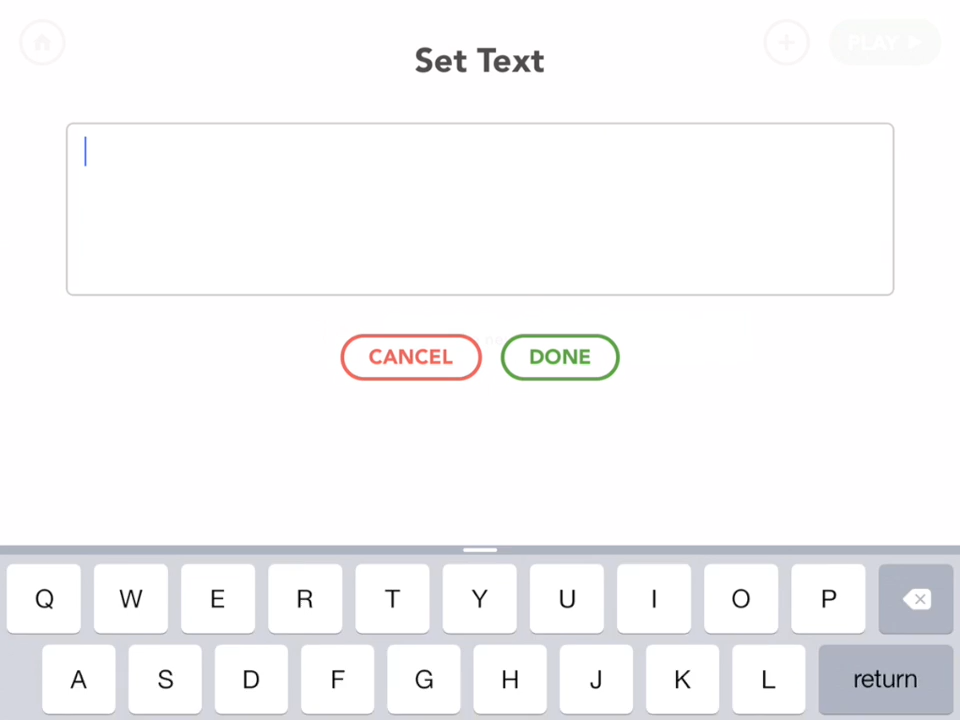 PLAY
Set Text
CANCEL
DONE
Q W E R T Y U I O P
A S D F G H J K L return